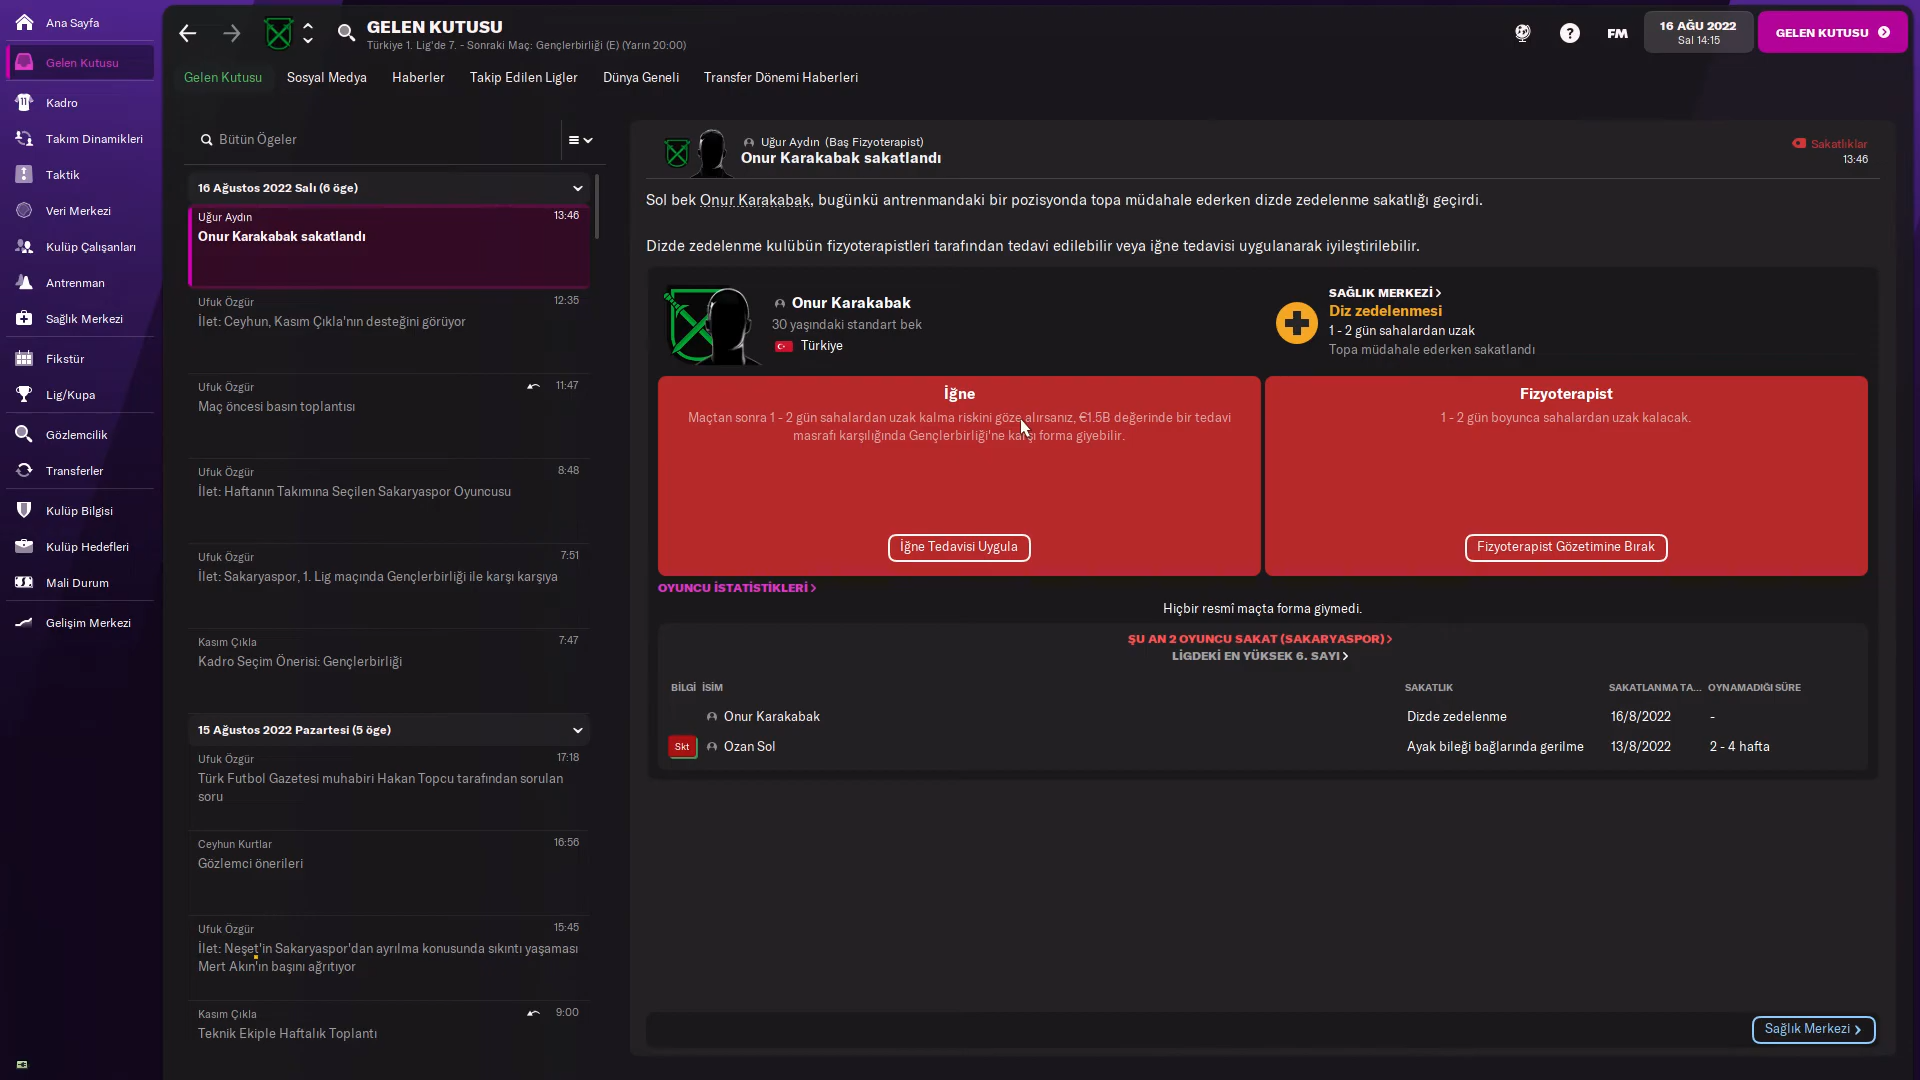 Ana Sayfa
Gelen Kutusu
Kadro
Takım Dinamikleri
Taktik
Veri Merkezi
Kulüp Çalışanları
Antrenman
Sağlık Merkezi
Fikstür
Lig/Kupa
Gözlemcilik
Transferler
Kulüp Bilgisi
Kulüp Hedefleri
Mali Durum
Gelişim Merkezi
GELEN KUTUSU
Türkiye 1. Lig'de 7. - Sonraki Maç: Gençlerbirliği (E) (Yarın 20:00)
FM
16 AĞU 2022
Sal 14:15
GELEN KUTUSU
Gelen Kutusu Sosyal Medya Haberler Takip Edilen Ligler Dünya Geneli Transfer Dönemi Haberleri
Bütün Ögeler
16 Ağustos 2022 Salı (6 öge)
Uğur Aydın 13:46
Onur Karakabak sakatlandı
Ufuk Özgür 12:35
İlet: Ceyhun, Kasım Çıkla'nın desteğini görüyor
Ufuk Özgür 11:47
Maç öncesi basın toplantısı
Ufuk Özgür 8:48
İlet: Haftanın Takımına Seçilen Sakaryaspor Oyuncusu
Ufuk Özgür 7:51
İlet: Sakaryaspor, 1. Lig maçında Gençlerbirliği ile karşı karşıya
Kasım Çıkla 7:47
Kadro Seçim Önerisi: Gençlerbirliği
15 Ağustos 2022 Pazartesi (5 öge)
Ufuk Özgür 17:18
Türk Futbol Gazetesi muhabiri Hakan Topcu tarafından sorulan
soru
Ceyhun Kurtlar 16:56
Gözlemci önerileri
Ufuk Özgür 15:45
İlet: Neşet'in Sakaryaspor'dan ayrılma konusunda sıkıntı yaşaması
Mert Akın'ın başını ağrıtıyor
Kasım Çıkla 9:00
Teknik Ekiple Haftalık Toplantı
Uğur Aydın (Baş Fizyoterapist)
Onur Karakabak sakatlandı
Sakatlıklar
13:46
Sol bek Onur Karakabak, bugünkü antrenmandaki bir pozisyonda topa müdahale ederken dizde zedelenme sakatlığı geçirdi.
Dizde zedelenme kulübün fizyoterapistleri tarafından tedavi edilebilir veya iğne tedavisi uygulanarak iyileştirilebilir.
Onur Karakabak
30 yaşındaki standart bek
Türkiye
SAĞLIK MERKEZİ
Diz zedelenmesi
1 - 2 gün sahalardan uzak
Topa müdahale ederken sakatlandı
İğne
Maçtan sonra 1 - 2 gün sahalardan uzak kalma riskini göze alırsanız, €1.5B değerinde bir tedavi
masrafı karşılığında Gençlerbirliği'ne karşı forma giyebilir.
İğne Tedavisi Uygula
Fizyoterapist
1 - 2 gün boyunca sahalardan uzak kalacak.
Fizyoterapist Gözetimine Bırak
OYUNCU İSTATİSTİKLERİ
Hiçbir resmî maçta forma giymedi.
ŞU AN 2 OYUNCU SAKAT (SAKARYASPOR)
LİGDEKİ EN YÜKSEK 6. SAYI
BİLGİ İSİM SAKATLIK SAKATLANMA TA... OYNAMADIĞI SÜRE
Onur Karakabak Dizde zedelenme 16/8/2022 -
Skt Ozan Sol Ayak bileği bağlarında gerilme 13/8/2022 2 - 4 hafta
Sağlık Merkezi